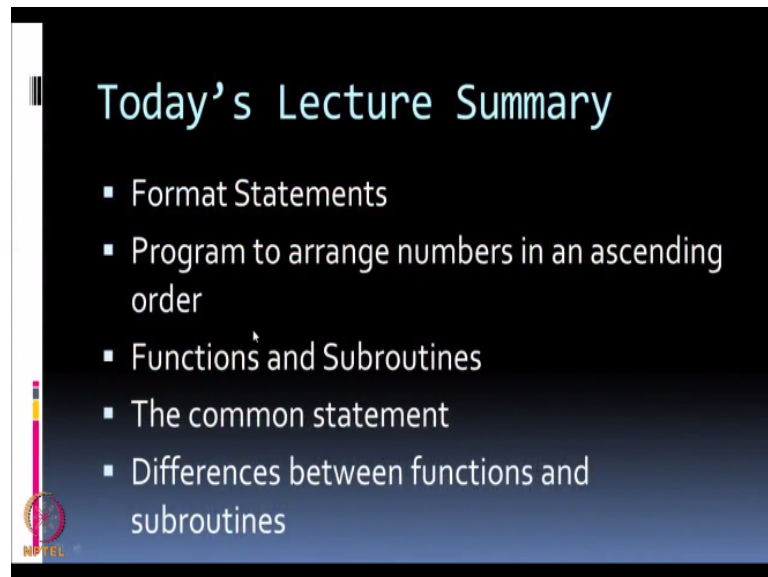 Today’s Lecture Summary
Format Statements
Program to arrange numbers in an ascending
order
Functions and Subroutines
The common statement
Differences between functions and
subroutines
NPTEL